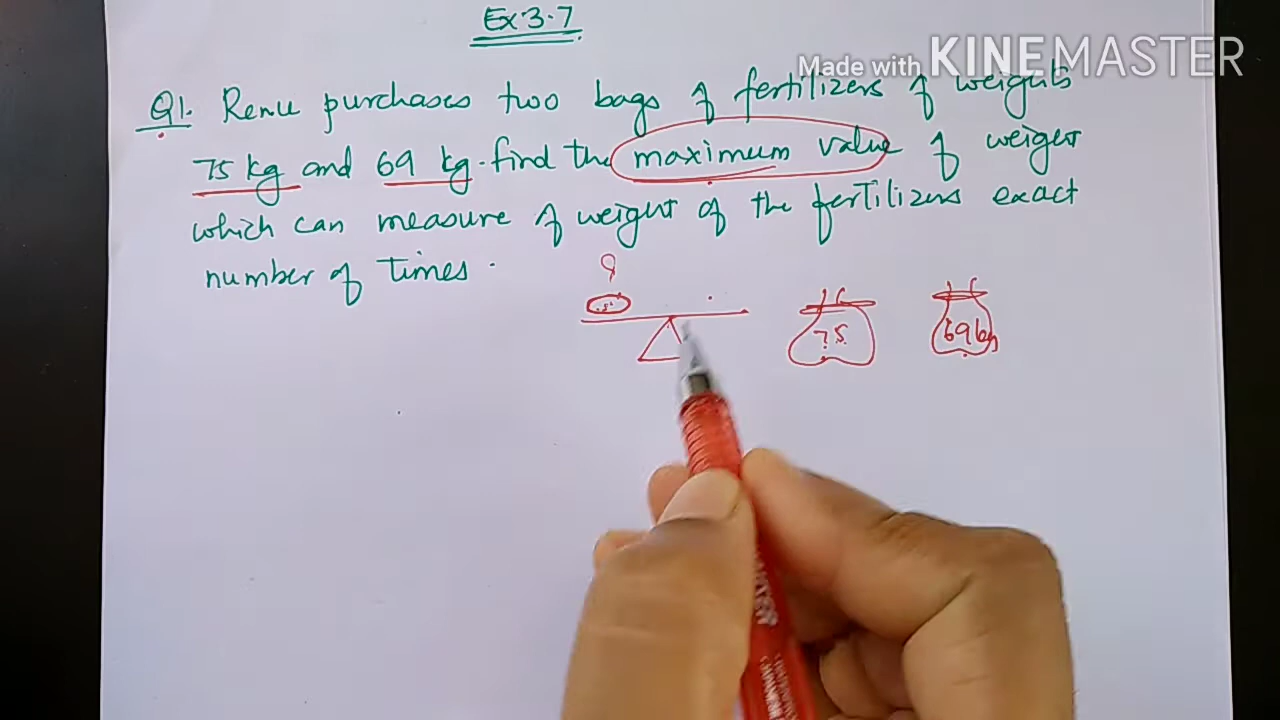 Ex 3.7
Made with KINEMASTER
Q1. Renu purchases two bags of fertilizers of weights
75 kg and 69 kg. find the maximum value of weight
which can measure of weight of the fertilizers exact
number of times.
75
69 kg